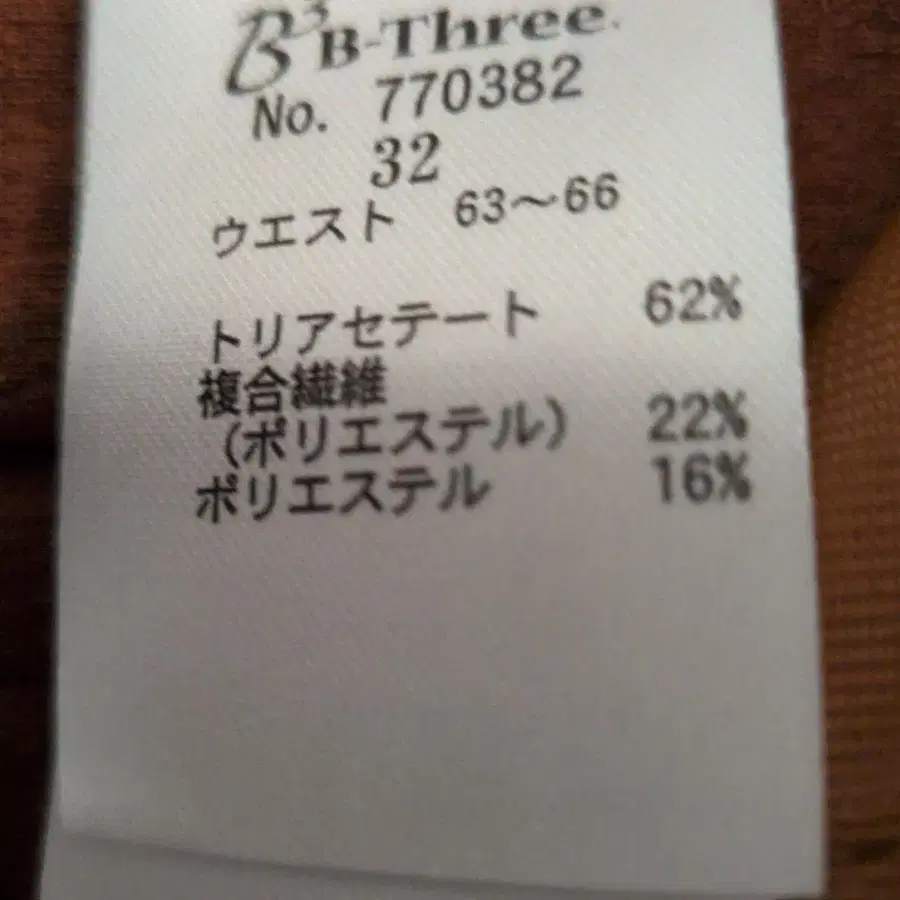 B³ B-Three.
No. 770382
32
ウエスト 63～66
トリアセテート 62%
複合繊維
(ポリエステル) 22%
ポリエステル 16%